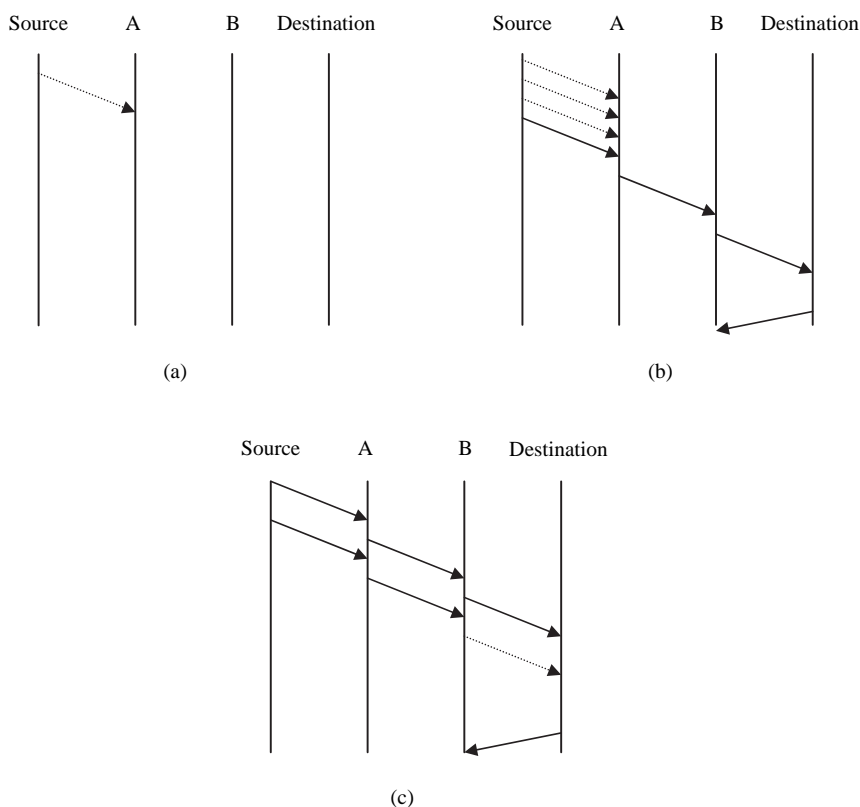 Source A B Destination
Source A B Destination
(a)
(b)
Source A B Destination
(c)